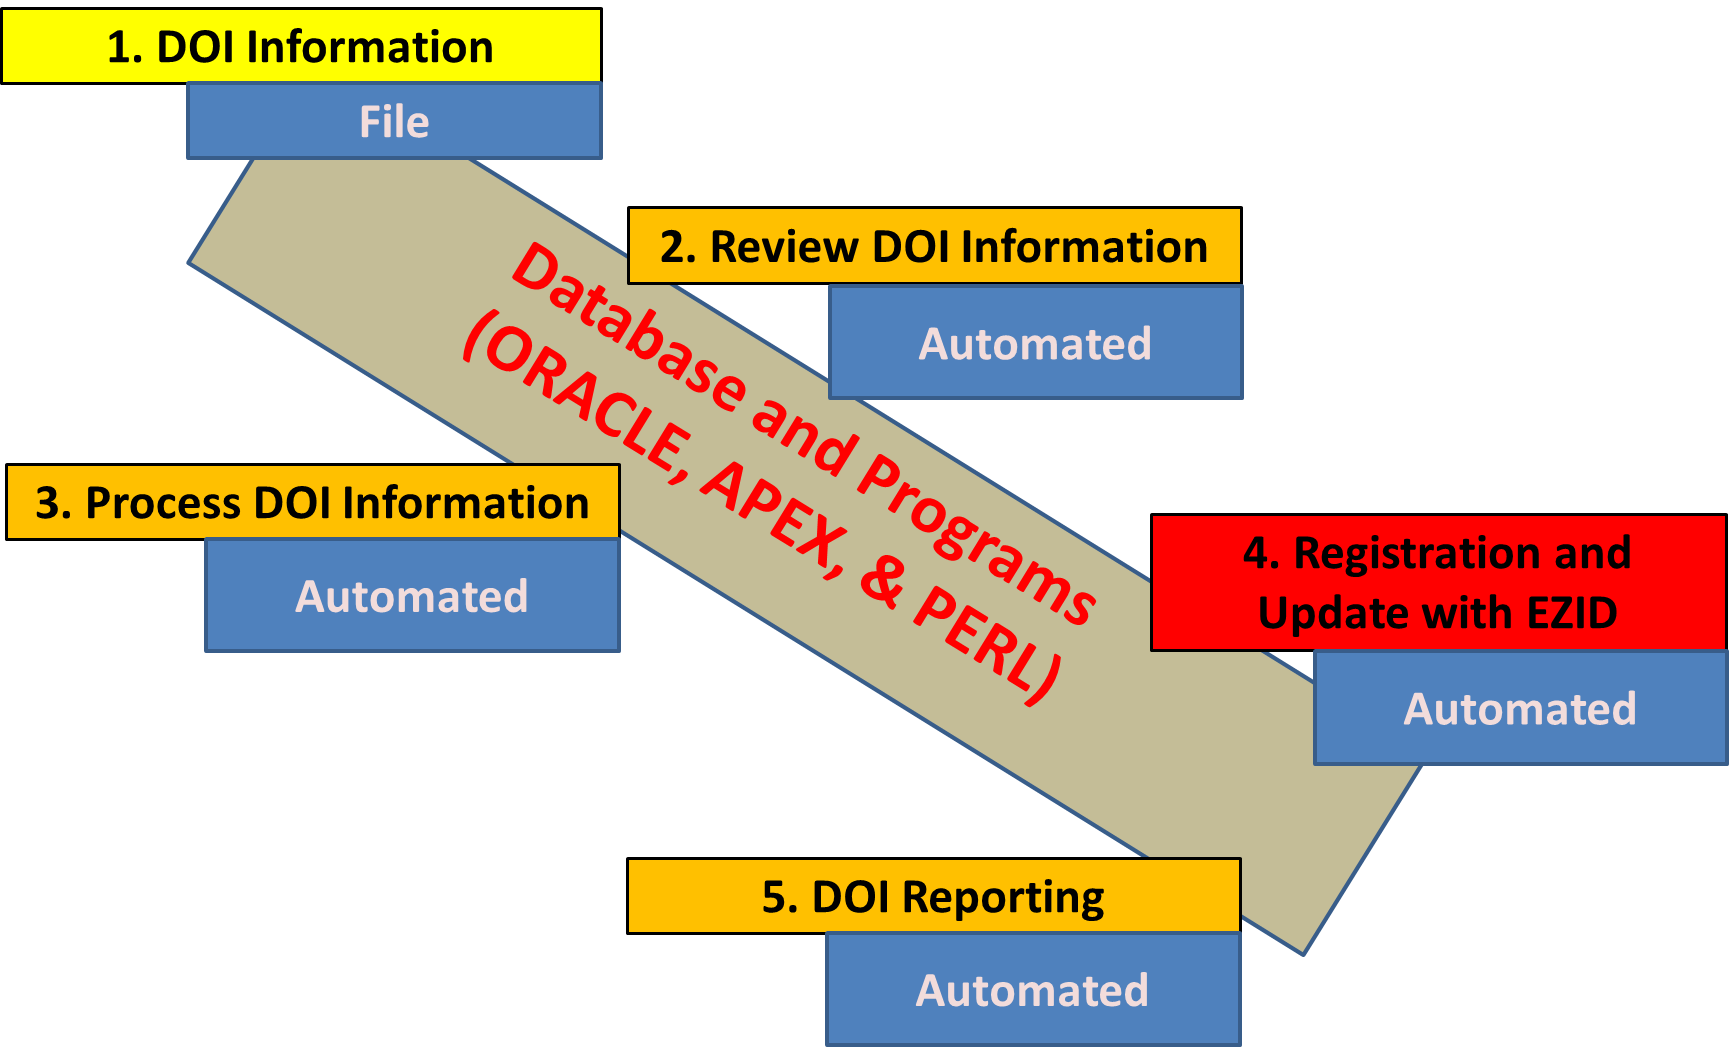 1. DOI Information
File
2. Review DOI Information
Automated
Database and Programs
(ORACLE, APEX, & PERL)
3. Process DOI Information
Automated
4. Registration and
Update with EZID
Automated
5. DOI Reporting
Automated